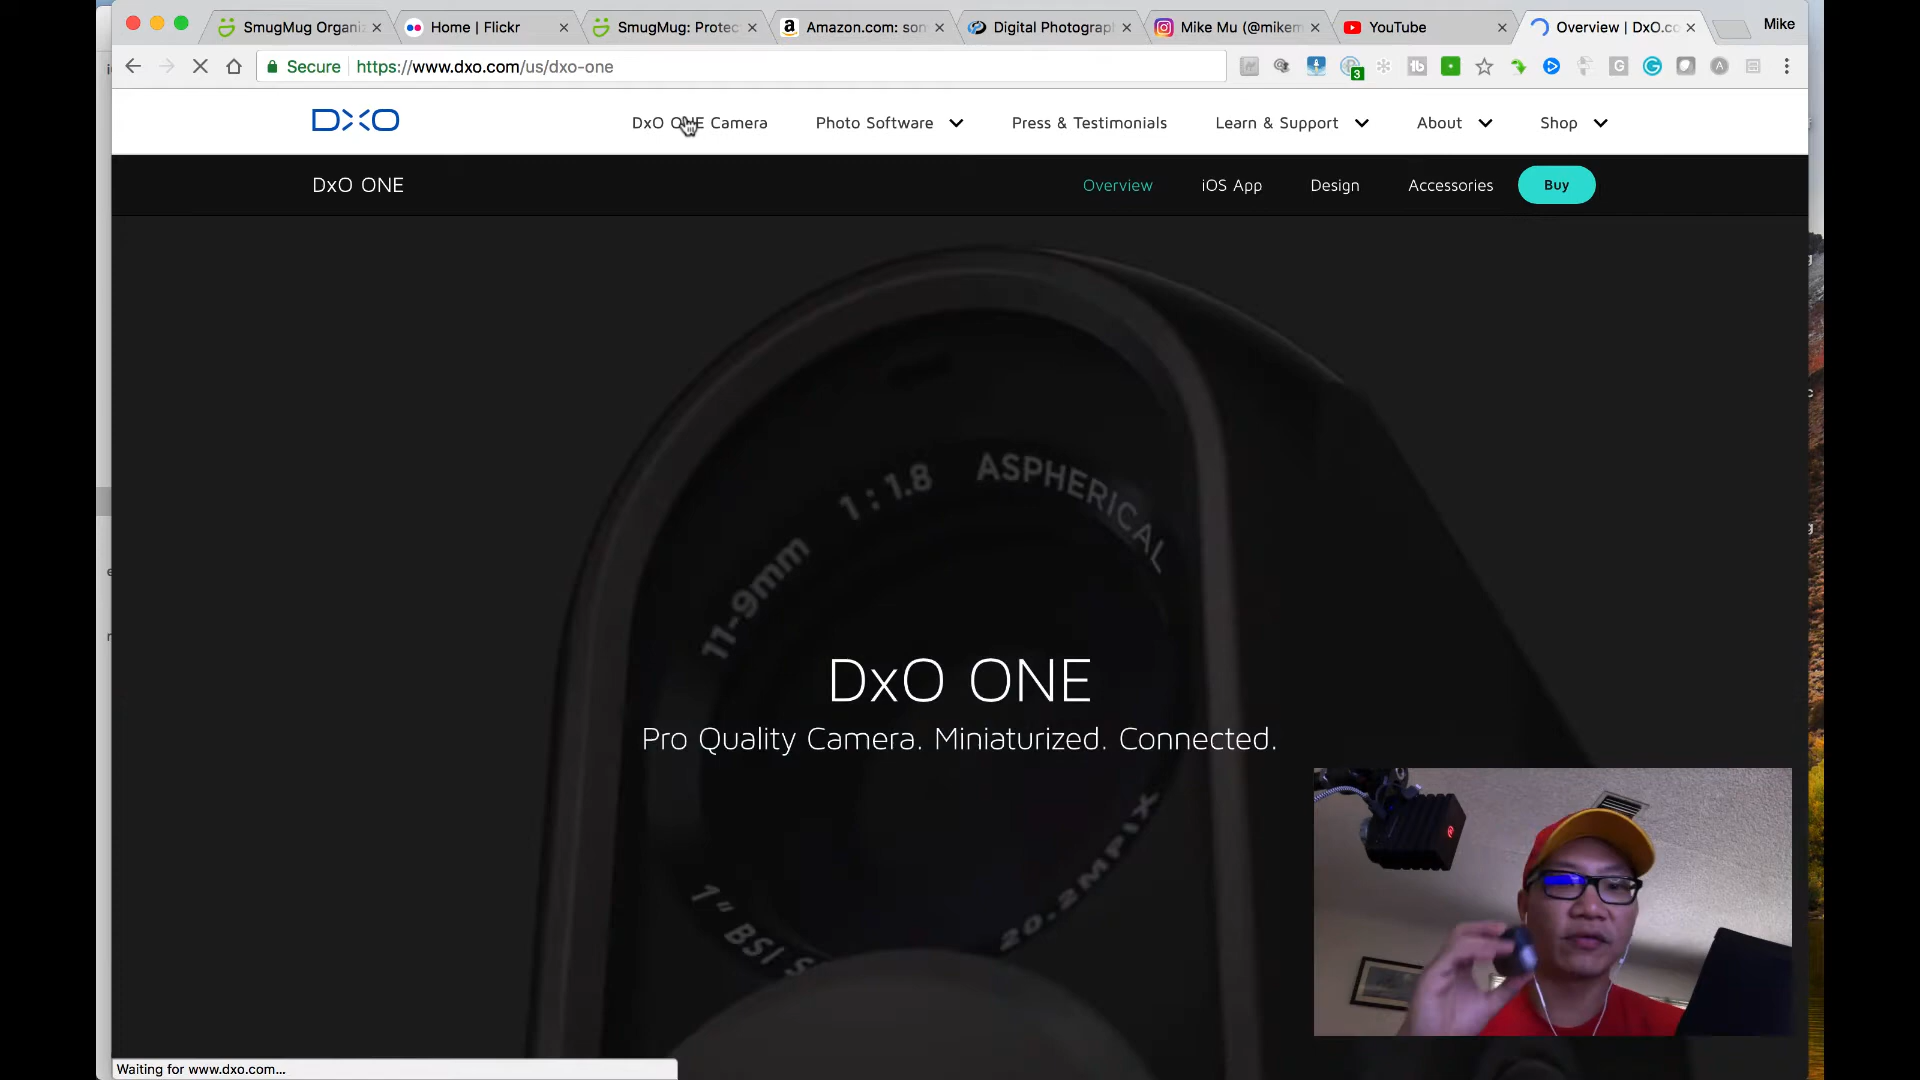 SmugMug Organi
Home | Flickr
SmugMug: Protec
Amazon.com: son
Digital Photograp
Mike Mu (@mikem
YouTube
Overview | DxO.co
Mike
Secure
https://www.dxo.com/us/dxo-one
3
DXO
DxO ONE Camera
Photo Software
Press & Testimonials
Learn & Support
About
Shop
DxO ONE
Overview
iOS App
Design
Accessories
Buy
11-9mm 1 : 1.8 ASPHERICAL
DxO ONE
Pro Quality Camera. Miniaturized. Connected.
1" BSI S
20.2MPIX
Waiting for www.dxo.com...